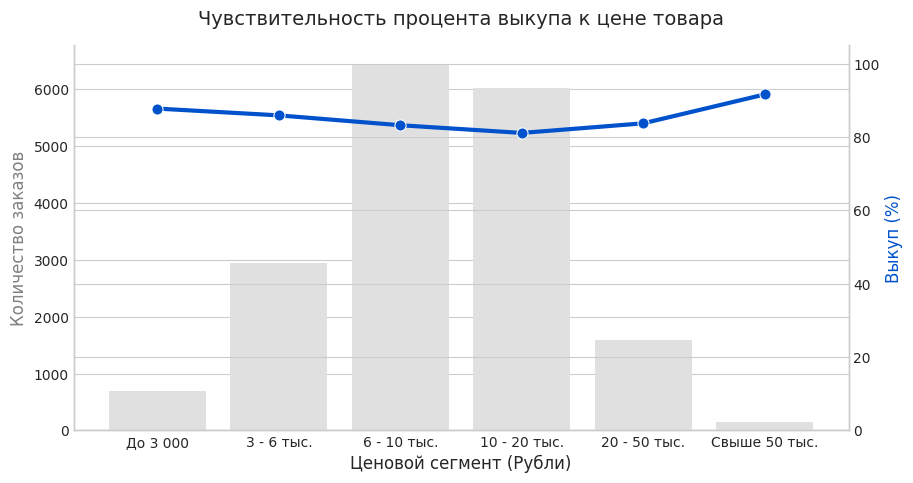 Чувствительность процента выкупа к цене товара
Количество заказов
6000
5000
4000
3000
2000
1000
0
100
80
60
40
20
0
Выкуп (%)
До 3 000
3 - 6 тыс.
6 - 10 тыс.
10 - 20 тыс.
20 - 50 тыс.
Свыше 50 тыс.
Ценовой сегмент (Рубли)